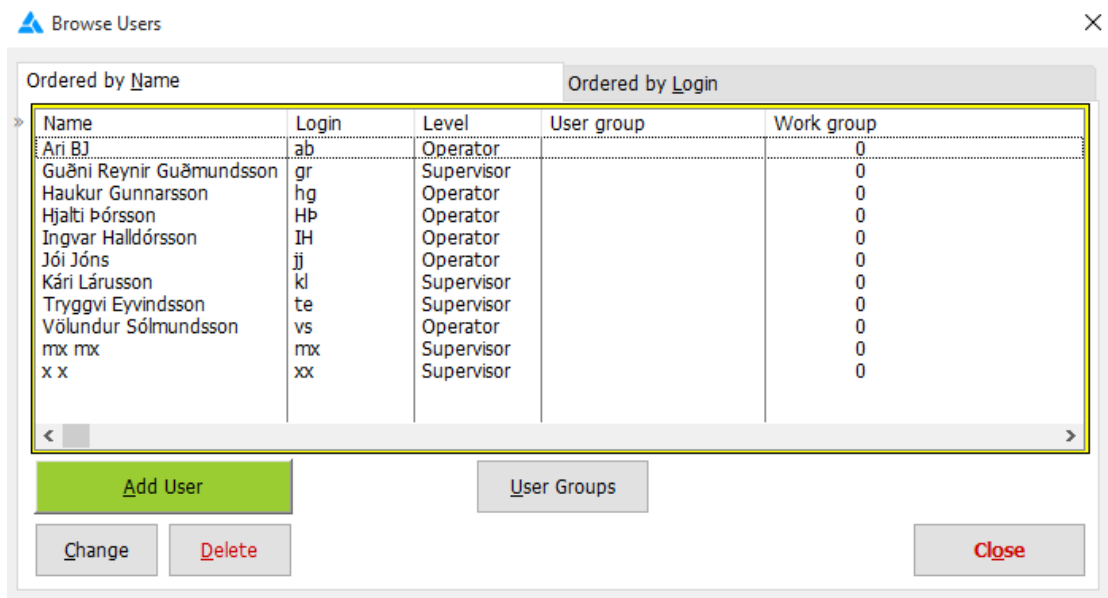 Browse Users
Ordered by Name Ordered by Login
Name Login Level User group Work group
Ari BJ ab Operator 0
Guðni Reynir Guðmundsson gr Supervisor 0
Haukur Gunnarsson hg Operator 0
Hjalti Þórsson HÞ Operator 0
Ingvar Halldórsson IH Operator 0
Jói Jóns jj Operator 0
Kári Lárusson kl Supervisor 0
Tryggvi Eyvindsson te Supervisor 0
Völundur Sólmundsson vs Operator 0
mx mx mx Supervisor 0
x x xx Supervisor 0
Add User User Groups
Change Delete Close